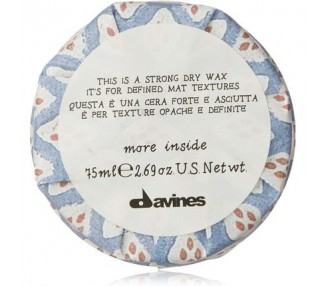 THIS IS A STRONG DRY WAX
IT'S FOR DEFINED MAT TEXTURES
QUESTA È UNA CERA FORTE E ASCIUTTA
È PER TEXTURE OPACHE E DEFINITE
more inside
75ml℮2.69oz U.S. Net wt.
davines